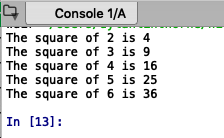 Console 1/A
The square of 2 is 4
The square of 3 is 9
The square of 4 is 16
The square of 5 is 25
The square of 6 is 36
In [13]: